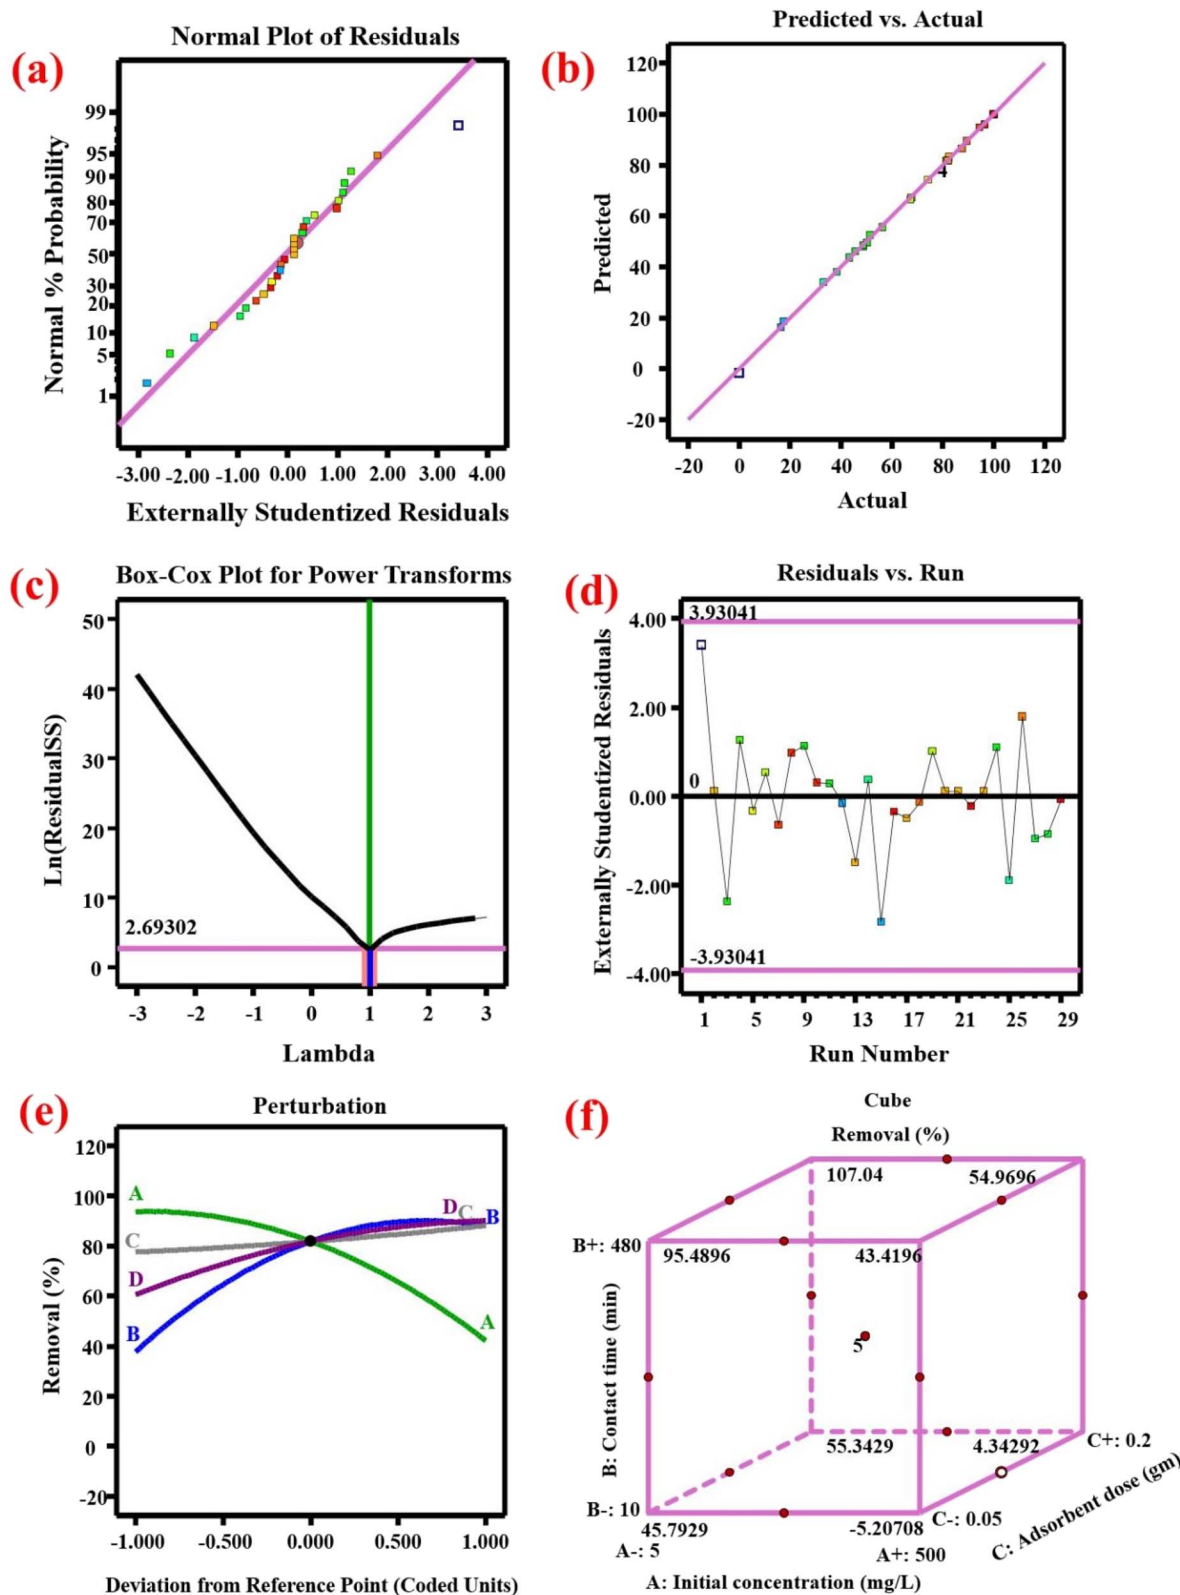 (a)
Normal Plot of Residuals
Normal % Probability
99
95
90
80
70
50
30
20
10
5
1
-3.00 -2.00 -1.00 0.00 1.00 2.00 3.00 4.00
Externally Studentized Residuals
(b)
Predicted vs. Actual
Predicted
120
100
80
60
40
20
0
-20
4
-20 0 20 40 60 80 100 120
Actual
(c)
Box-Cox Plot for Power Transforms
Ln(ResidualSS)
50
40
30
20
10
0
2.69302
-3 -2 -1 0 1 2 3
Lambda
(d)
Residuals vs. Run
Externally Studentized Residuals
4.00
2.00
0.00
-2.00
-4.00
3.93041
0
-3.93041
1 5 9 13 17 21 25 29
Run Number
(e)
Perturbation
Removal (%)
120
100
80
60
40
20
0
-20
A
C
D
B
D
C
B
A
-1.000 -0.500 0.000 0.500 1.000
Deviation from Reference Point (Coded Units)
(f)
Cube
Removal (%)
107.04 54.9696
B+: 480
95.4896 43.4196
B: Contact time (min)
5
55.3429 4.34292
C+: 0.2
B-: 10
C-: 0.05
C: Adsorbent dose (gm)
45.7929 -5.20708
A-: 5 A+: 500
A: Initial concentration (mg/L)